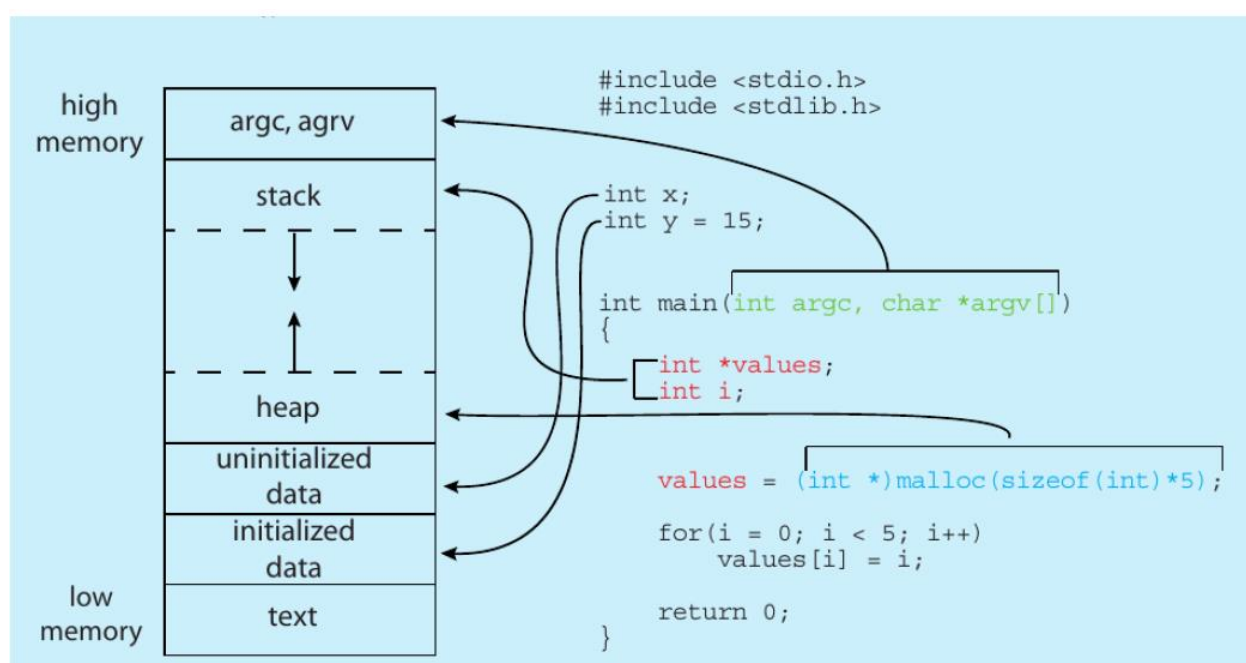 high
memory
argc, agrv
stack
heap
uninitialized
data
initialized
data
low
memory
text
#include <stdio.h>
#include <stdlib.h>
int x;
int y = 15;
int main(int argc, char *argv[])
{
int *values;
int i;
values = (int *)malloc(sizeof(int)*5);
for(i = 0; i < 5; i++)
values[i] = i;
return 0;
}